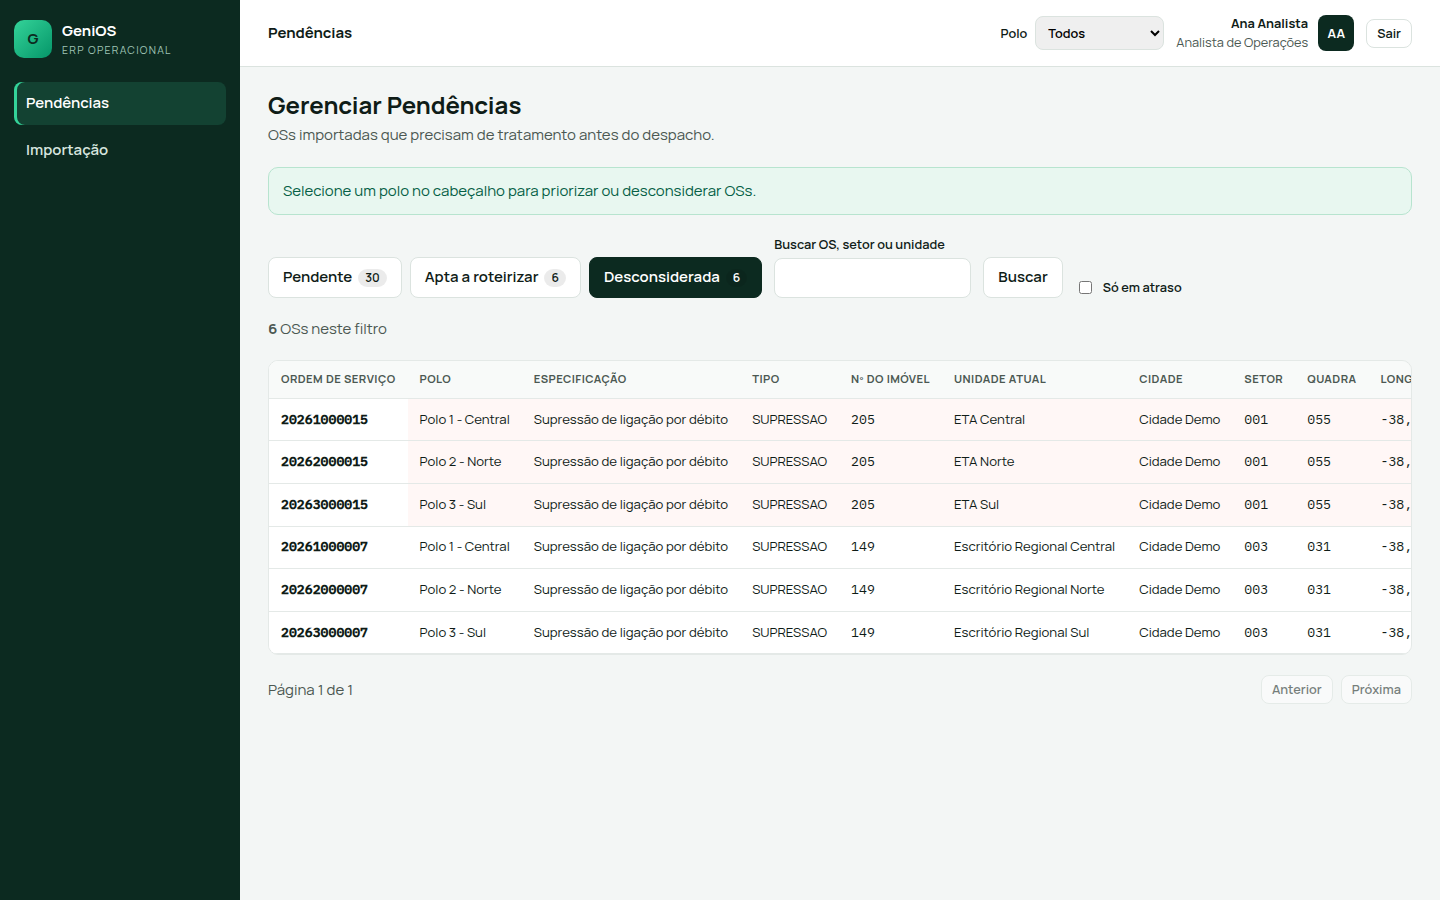 G
GeniOS
ERP OPERACIONAL
Pendências
Importação
Pendências
Polo
Todos
Ana Analista
Analista de Operações
AA
Sair
Gerenciar Pendências
OSs importadas que precisam de tratamento antes do despacho.
Selecione um polo no cabeçalho para priorizar ou desconsiderar OSs.
Pendente 30
Apta a roteirizar 6
Desconsiderada 6
Buscar OS, setor ou unidade
Buscar
Só em atraso
6 OSs neste filtro
ORDEM DE SERVIÇO POLO ESPECIFICAÇÃO TIPO Nº DO IMÓVEL UNIDADE ATUAL CIDADE SETOR QUADRA LONG
20261000015 Polo 1 - Central Supressão de ligação por débito SUPRESSAO 205 ETA Central Cidade Demo 001 055 -38,
20262000015 Polo 2 - Norte Supressão de ligação por débito SUPRESSAO 205 ETA Norte Cidade Demo 001 055 -38,
20263000015 Polo 3 - Sul Supressão de ligação por débito SUPRESSAO 205 ETA Sul Cidade Demo 001 055 -38,
20261000007 Polo 1 - Central Supressão de ligação por débito SUPRESSAO 149 Escritório Regional Central Cidade Demo 003 031 -38,
20262000007 Polo 2 - Norte Supressão de ligação por débito SUPRESSAO 149 Escritório Regional Norte Cidade Demo 003 031 -38,
20263000007 Polo 3 - Sul Supressão de ligação por débito SUPRESSAO 149 Escritório Regional Sul Cidade Demo 003 031 -38,
Página 1 de 1
Anterior
Próxima